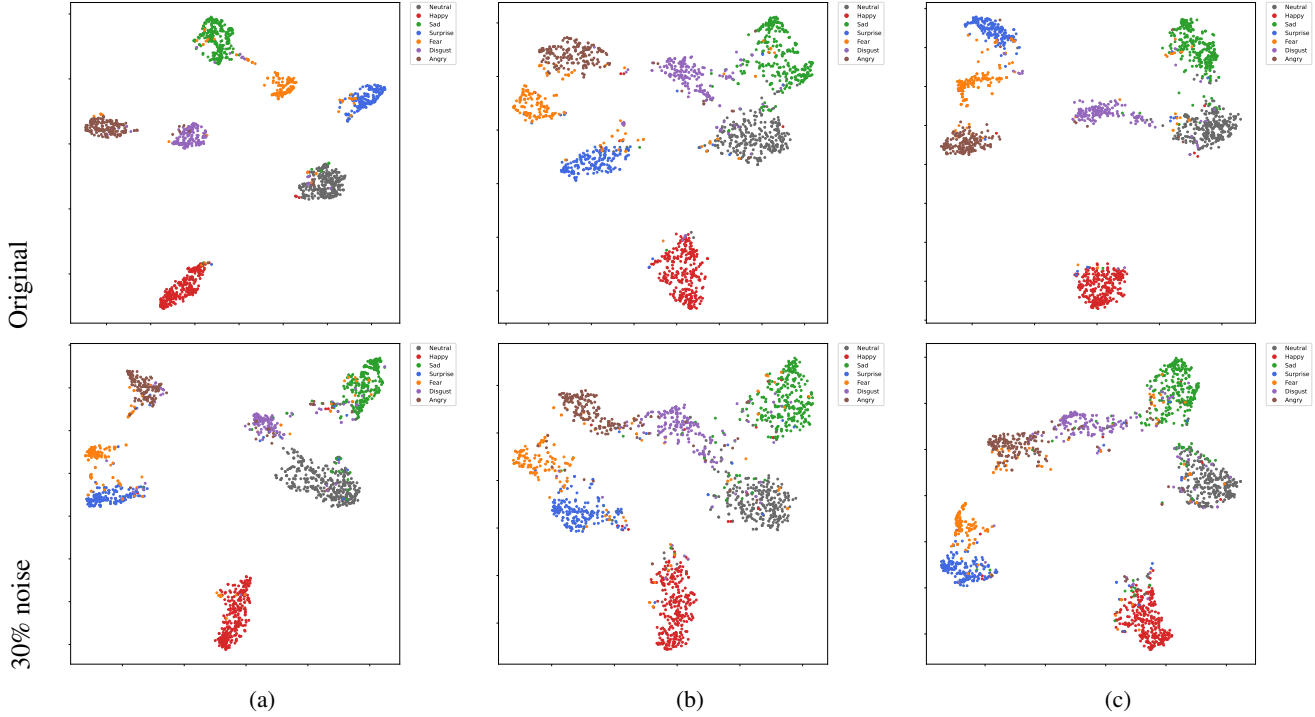 Original
Neutral
Happy
Sad
Surprise
Fear
Disgust
Angry
Neutral
Happy
Sad
Surprise
Fear
Disgust
Angry
Neutral
Happy
Sad
Surprise
Fear
Disgust
Angry
30% noise
Neutral
Happy
Sad
Surprise
Fear
Disgust
Angry
Neutral
Happy
Sad
Surprise
Fear
Disgust
Angry
Neutral
Happy
Sad
Surprise
Fear
Disgust
Angry
(a)
(b)
(c)